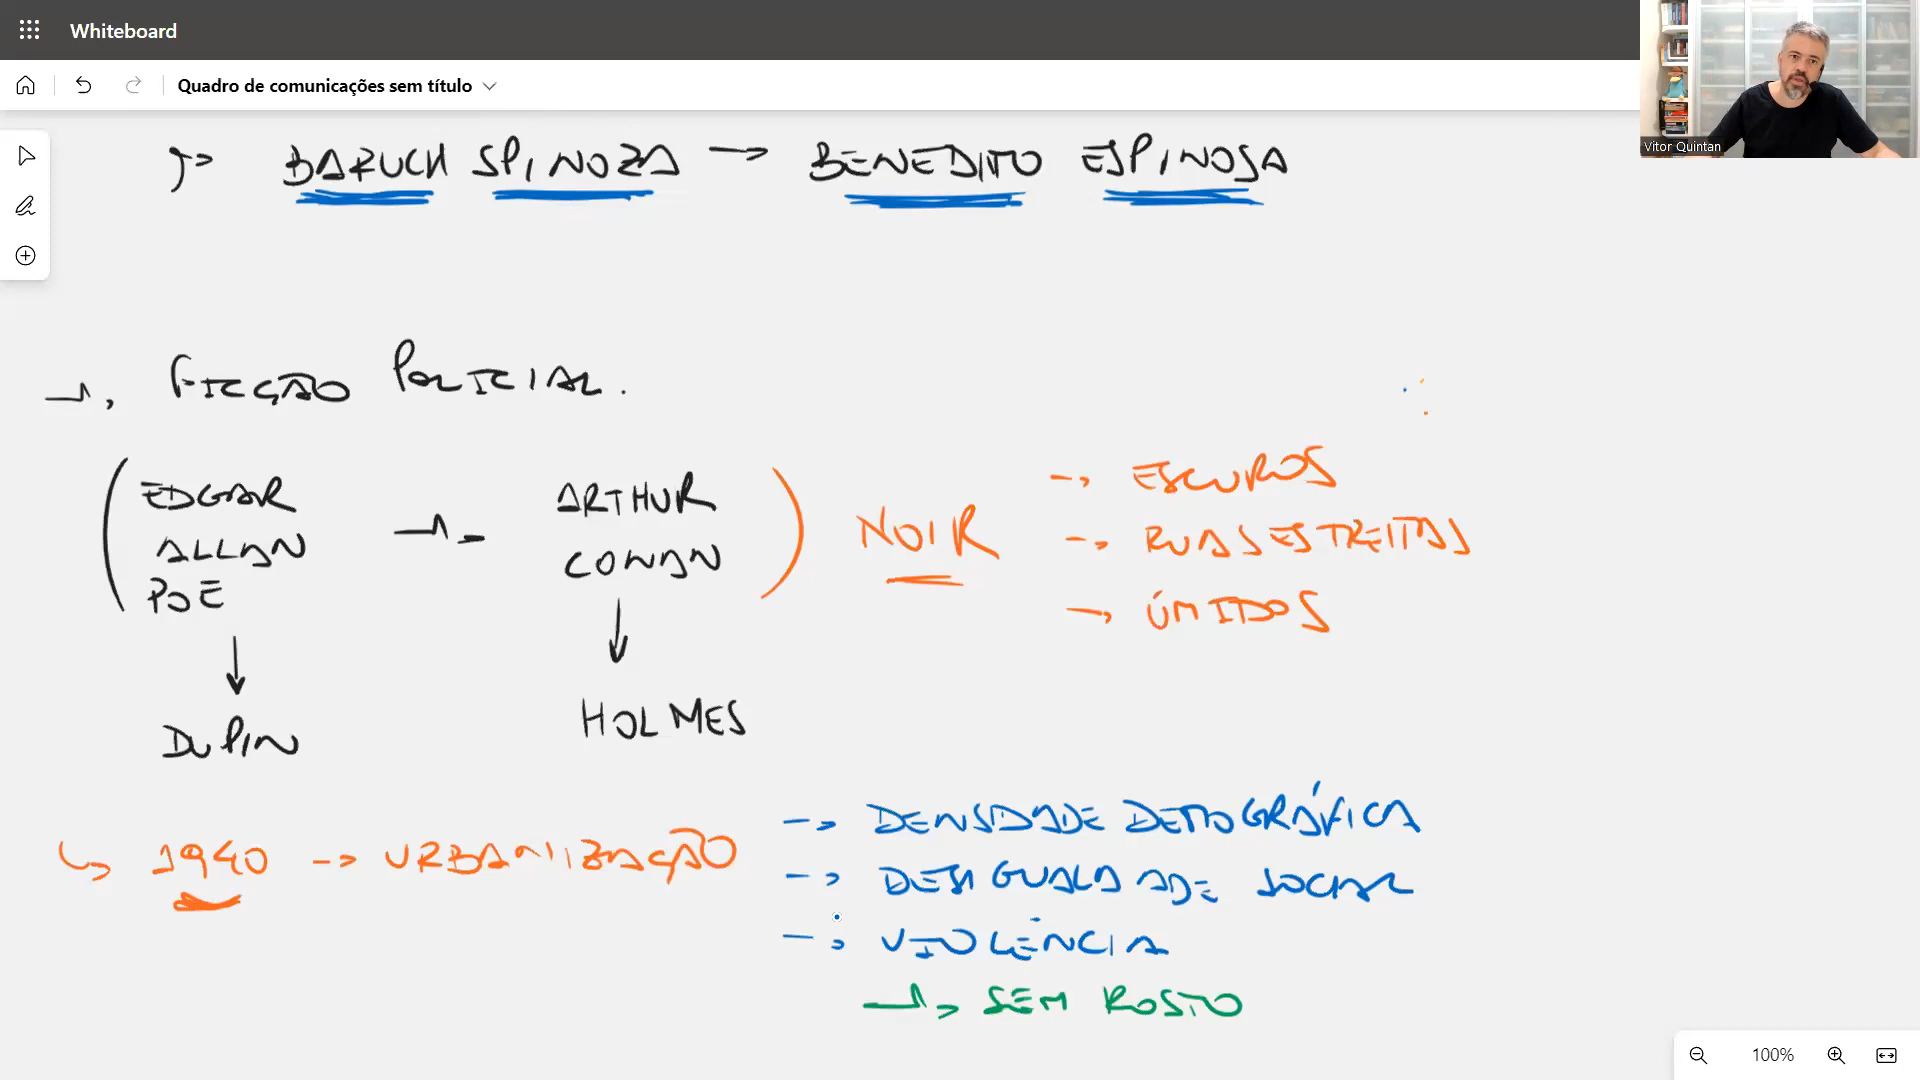 Whiteboard
Quadro de comunicações sem título
Vitor Quintan
BARUCH SPINOZA → BENEDITO ESPINOSA
FICÇÃO POLICIAL.
EDGAR
ALLAN
POE
ARTHUR
CONAN
NOIR
→ ESCUROS
→ RUAS ESTREITAS
→ ÚMIDOS
DUPIN
HOLMES
1940 → URBANIZAÇÃO
→ DENSIDADE DEMOGRÁFICA
→ DESIGUALDADE SOCIAL
→ VIOLÊNCIA
→ SEM ROSTO
100%